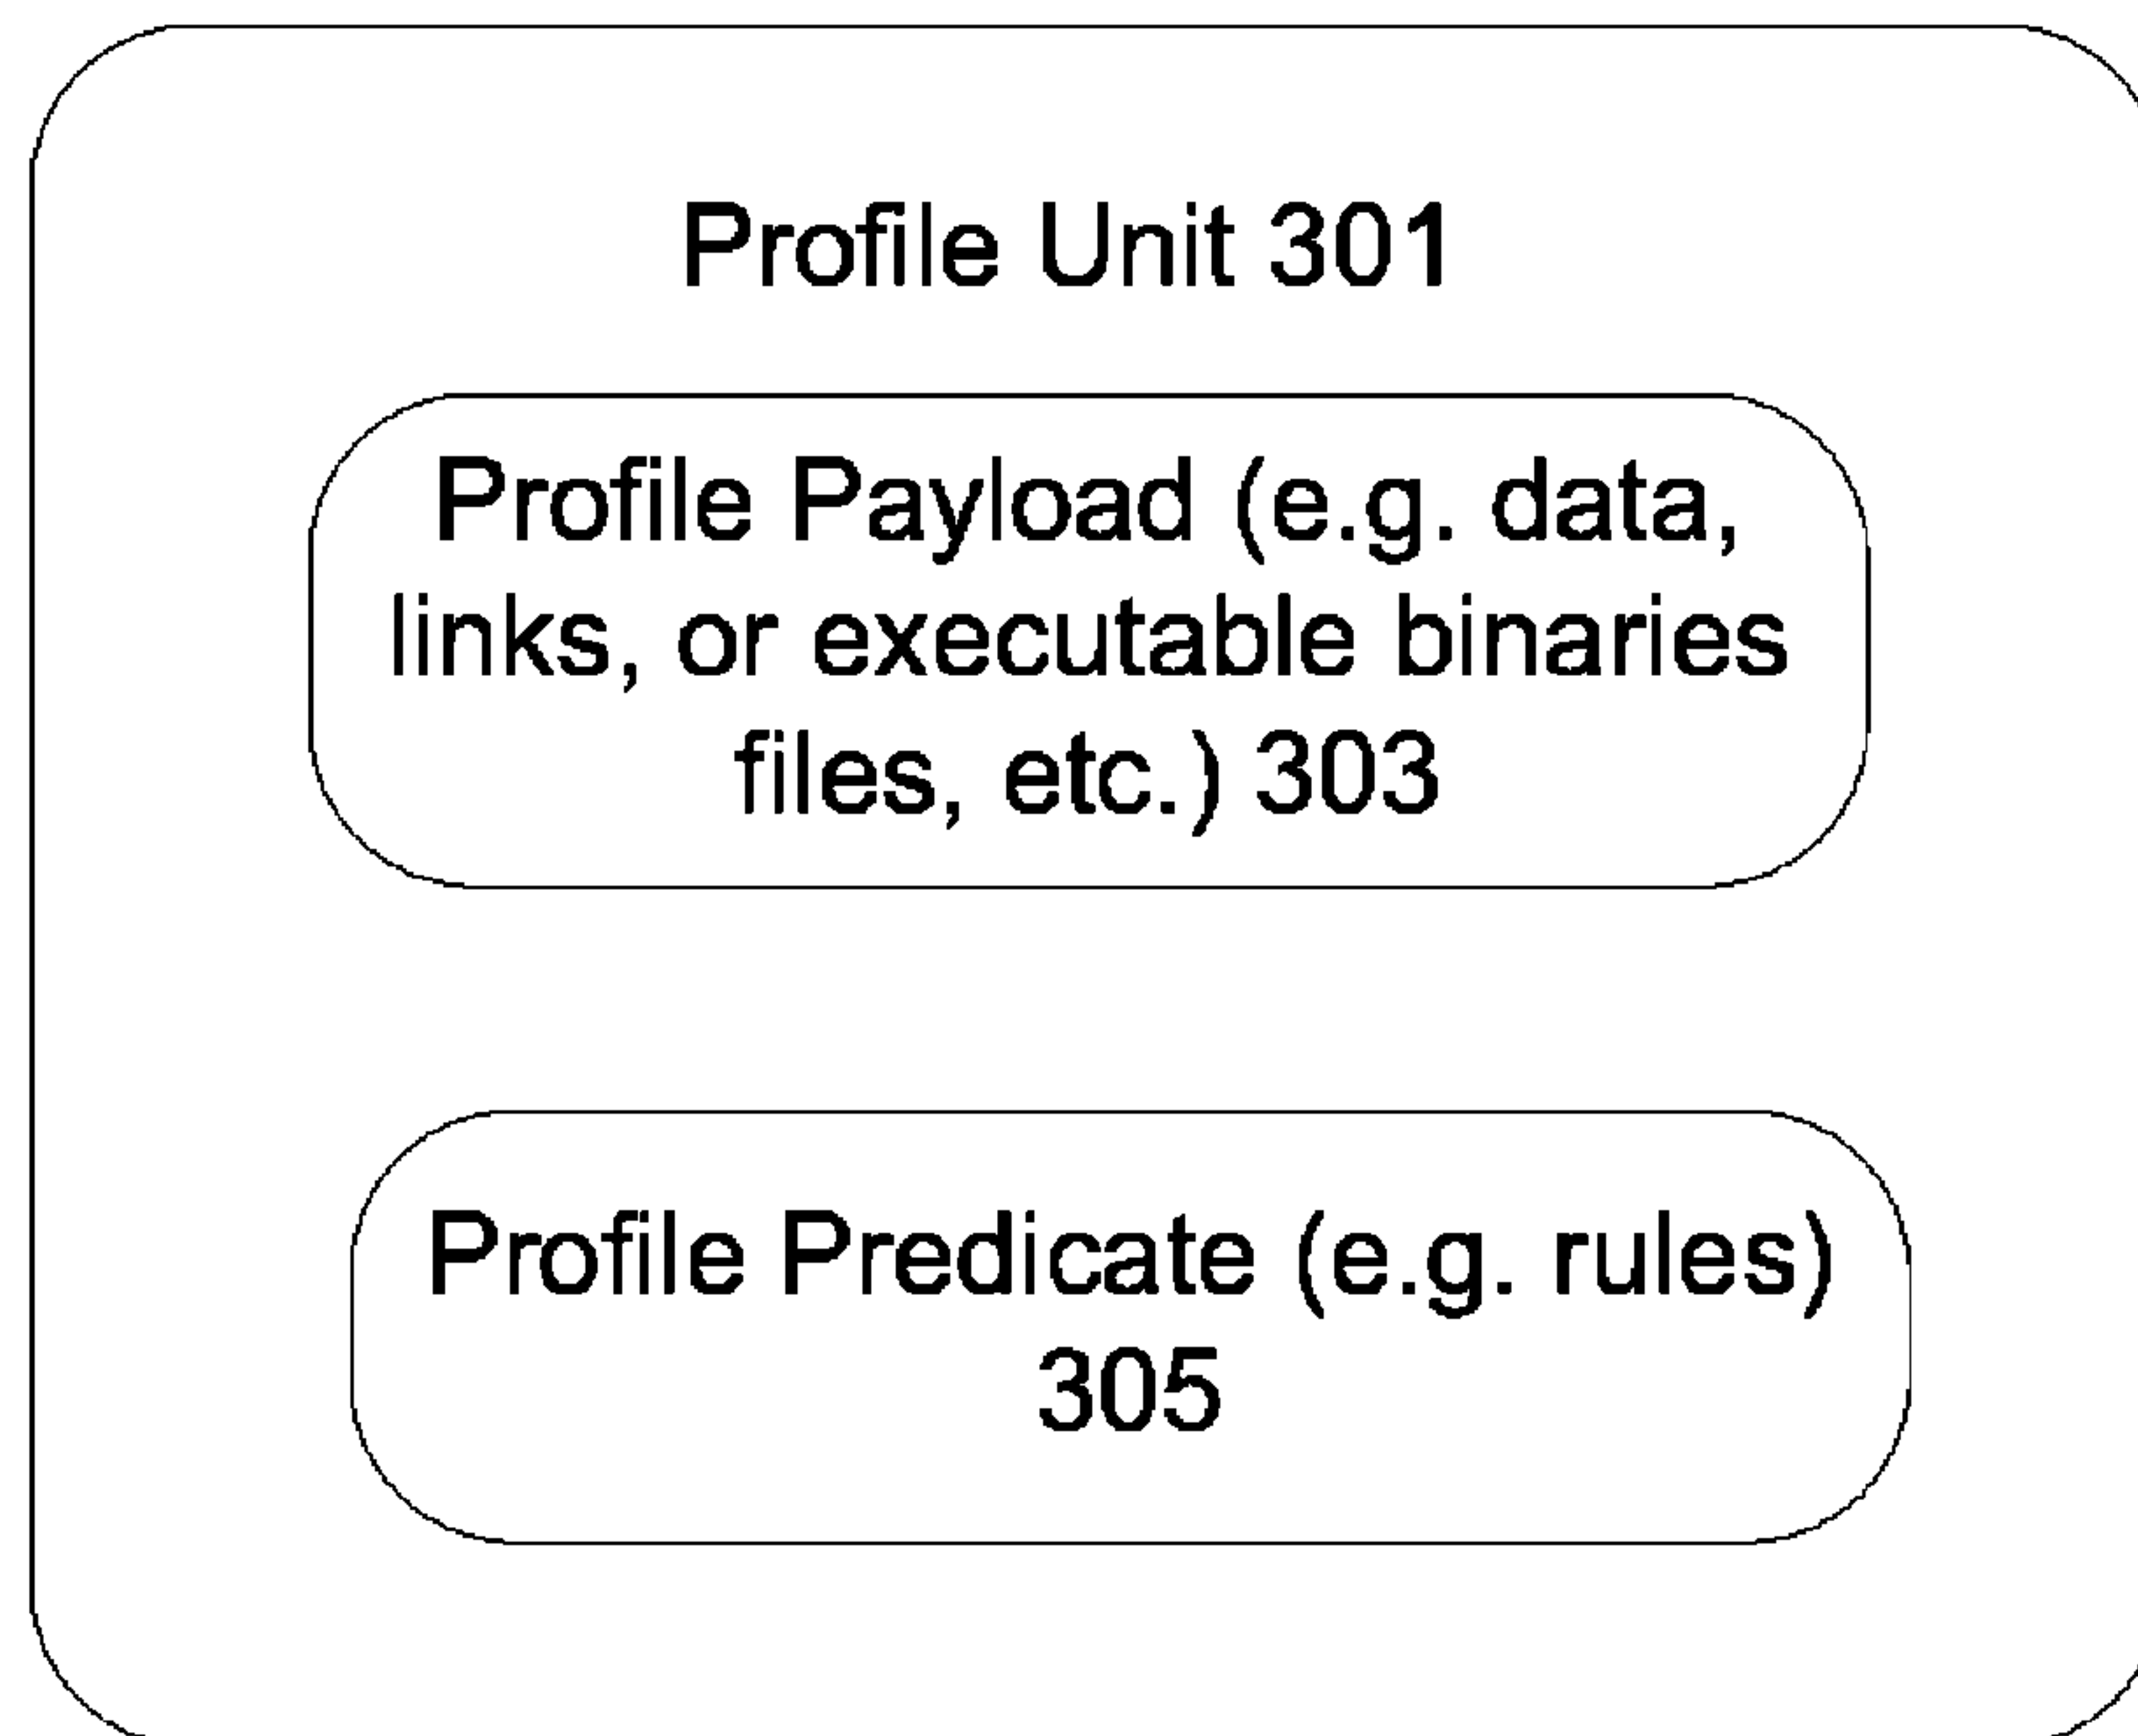 Profile Unit 301
Profile Payload (e.g. data,
links, or executable binaries
files, etc.) 303
Profile Predicate (e.g. rules)
305